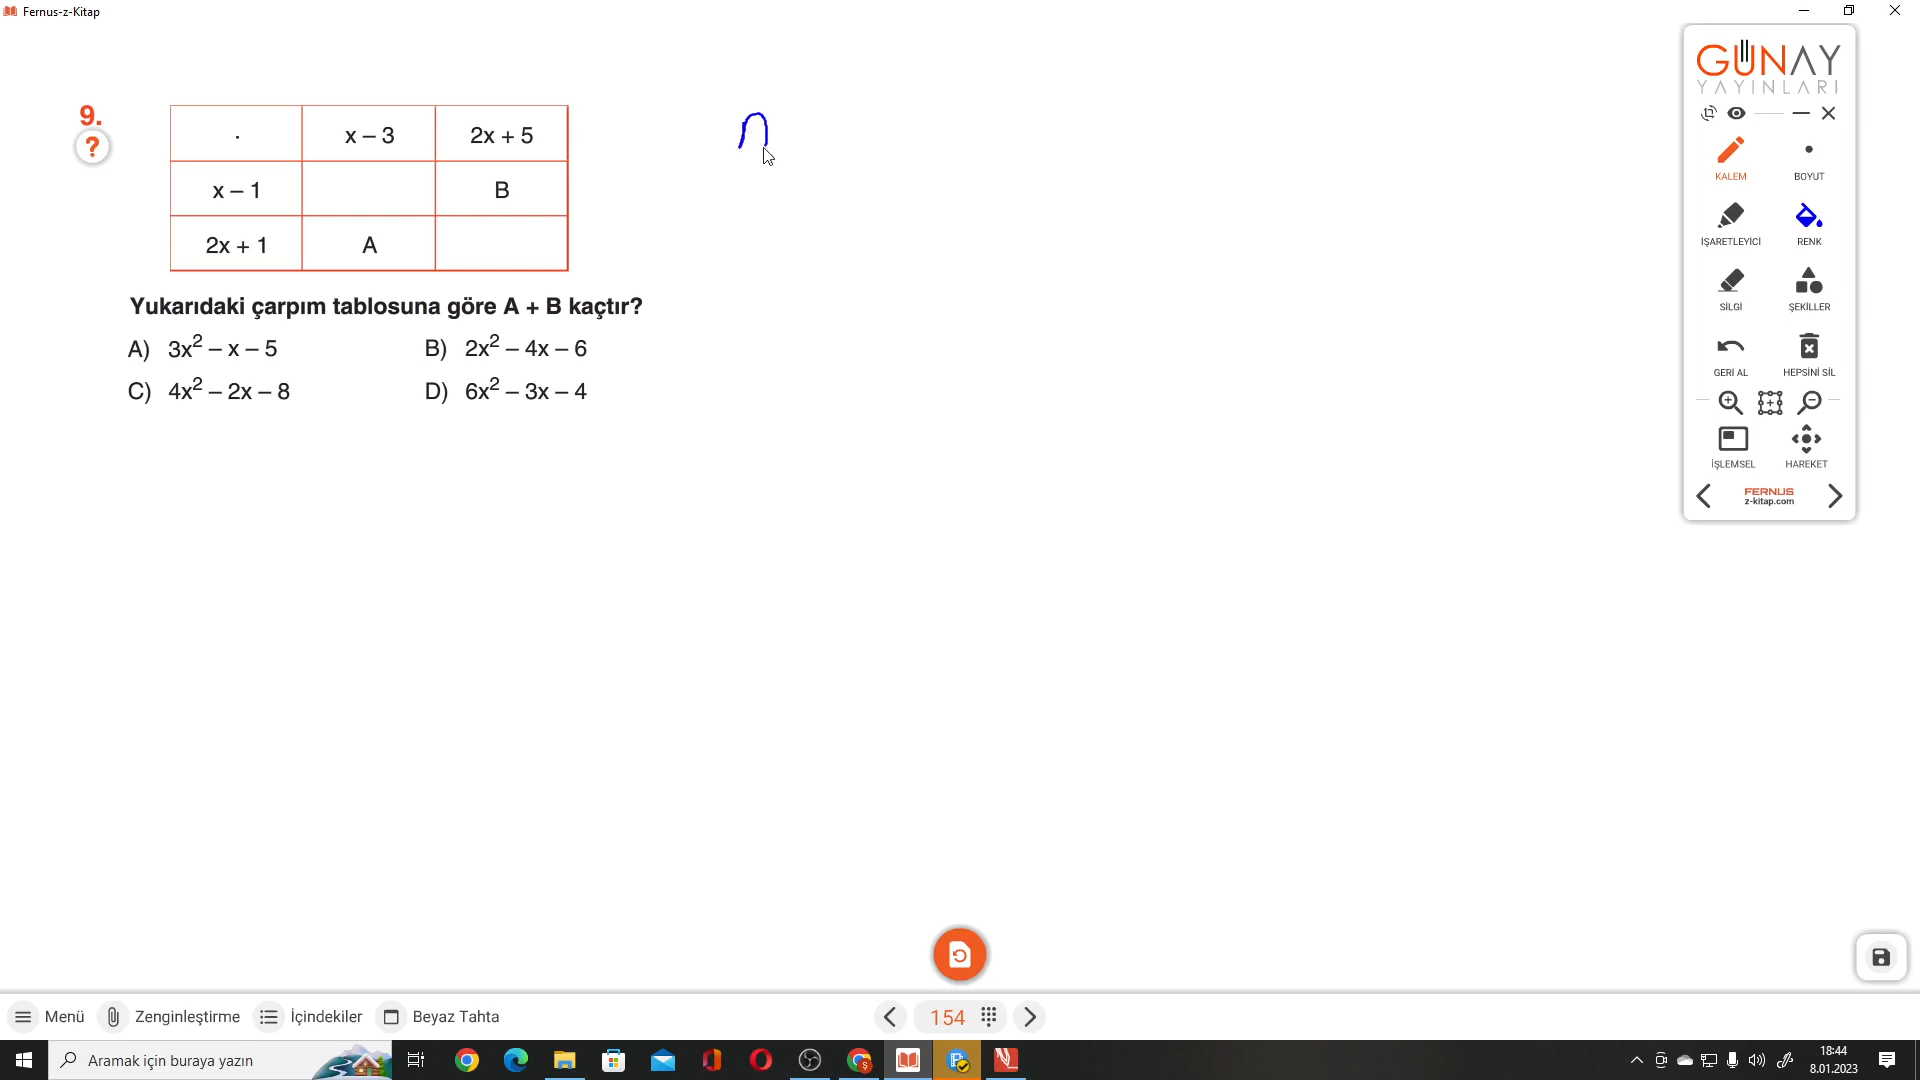 Fernus-z-Kitap
9.
?
· x – 3 2x + 5
x – 1 B
2x + 1 A
Yukarıdaki çarpım tablosuna göre A + B kaçtır?
A) 3x² – x – 5 B) 2x² – 4x – 6
C) 4x² – 2x – 8 D) 6x² – 3x – 4
GÜNAY
YAYINLARI
KALEM BOYUT
İŞARETLEYİCİ RENK
SİLGİ ŞEKİLLER
GERİ AL HEPSİNİ SİL
İŞLEMSEL HAREKET
FERNUS
z-kitap.com
Menü Zenginleştirme İçindekiler Beyaz Tahta 154
Aramak için buraya yazın
18:44
8.01.2023